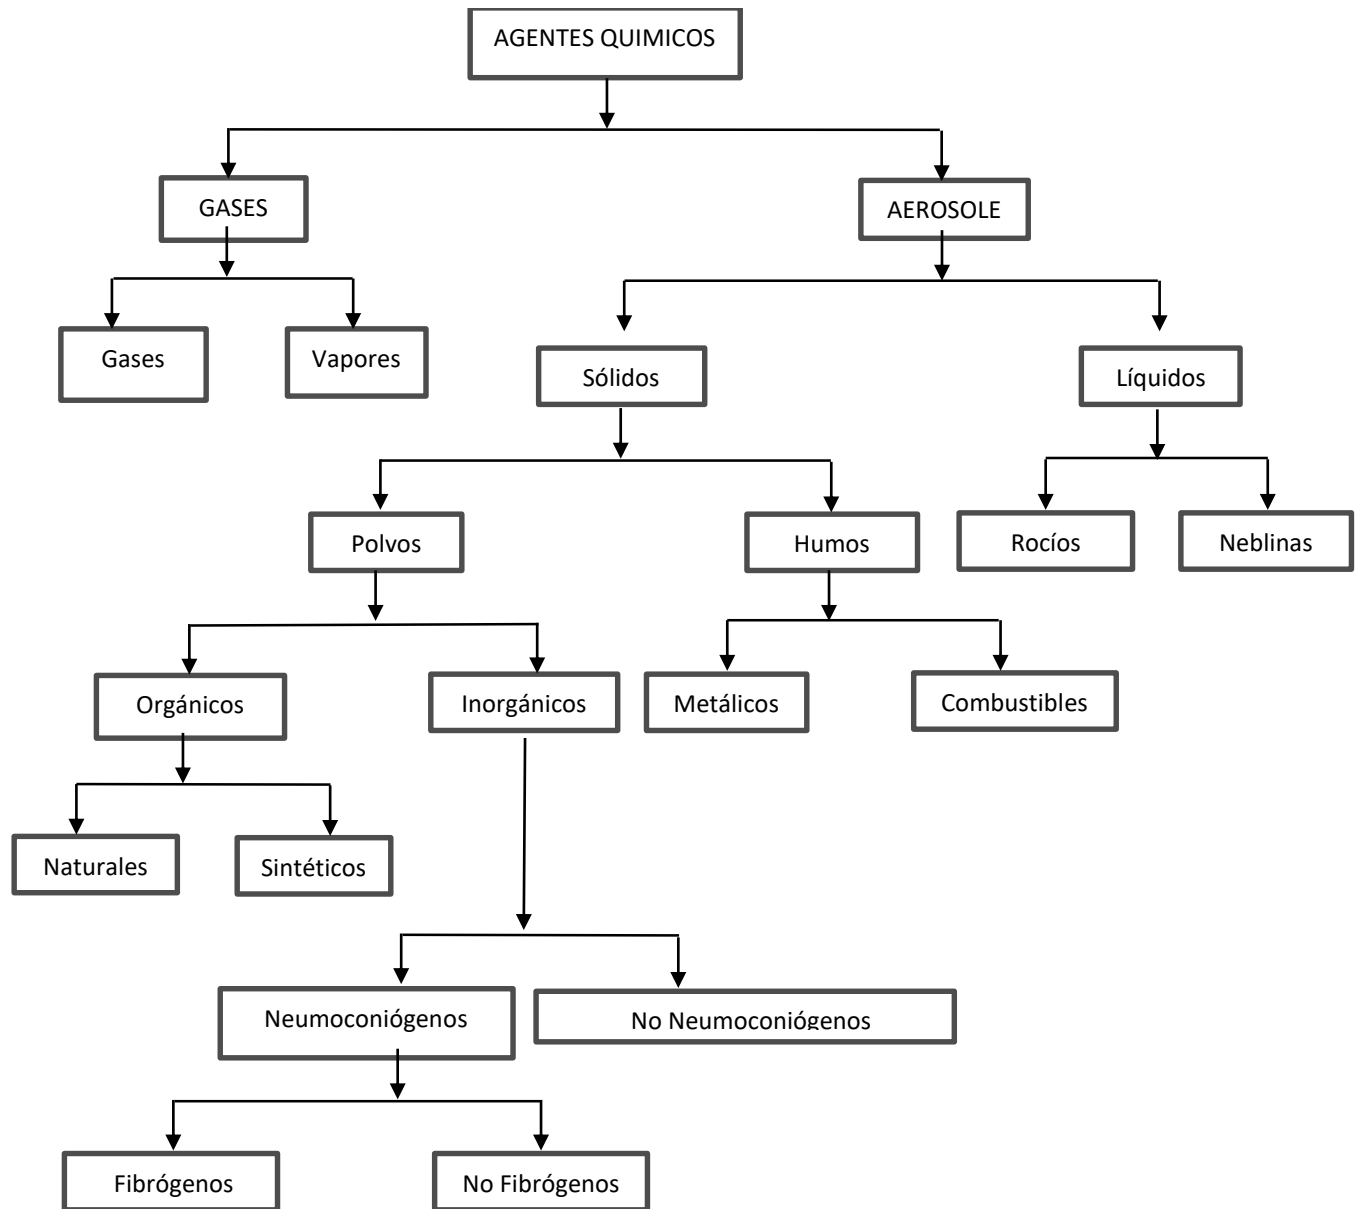 AGENTES QUIMICOS
GASES
AEROSOLE
Gases
Vapores
Sólidos
Líquidos
Polvos
Humos
Rocíos
Neblinas
Orgánicos
Inorgánicos
Metálicos
Combustibles
Naturales
Sintéticos
Neumoconiógenos
No Neumoconiógenos
Fibrógenos
No Fibrógenos